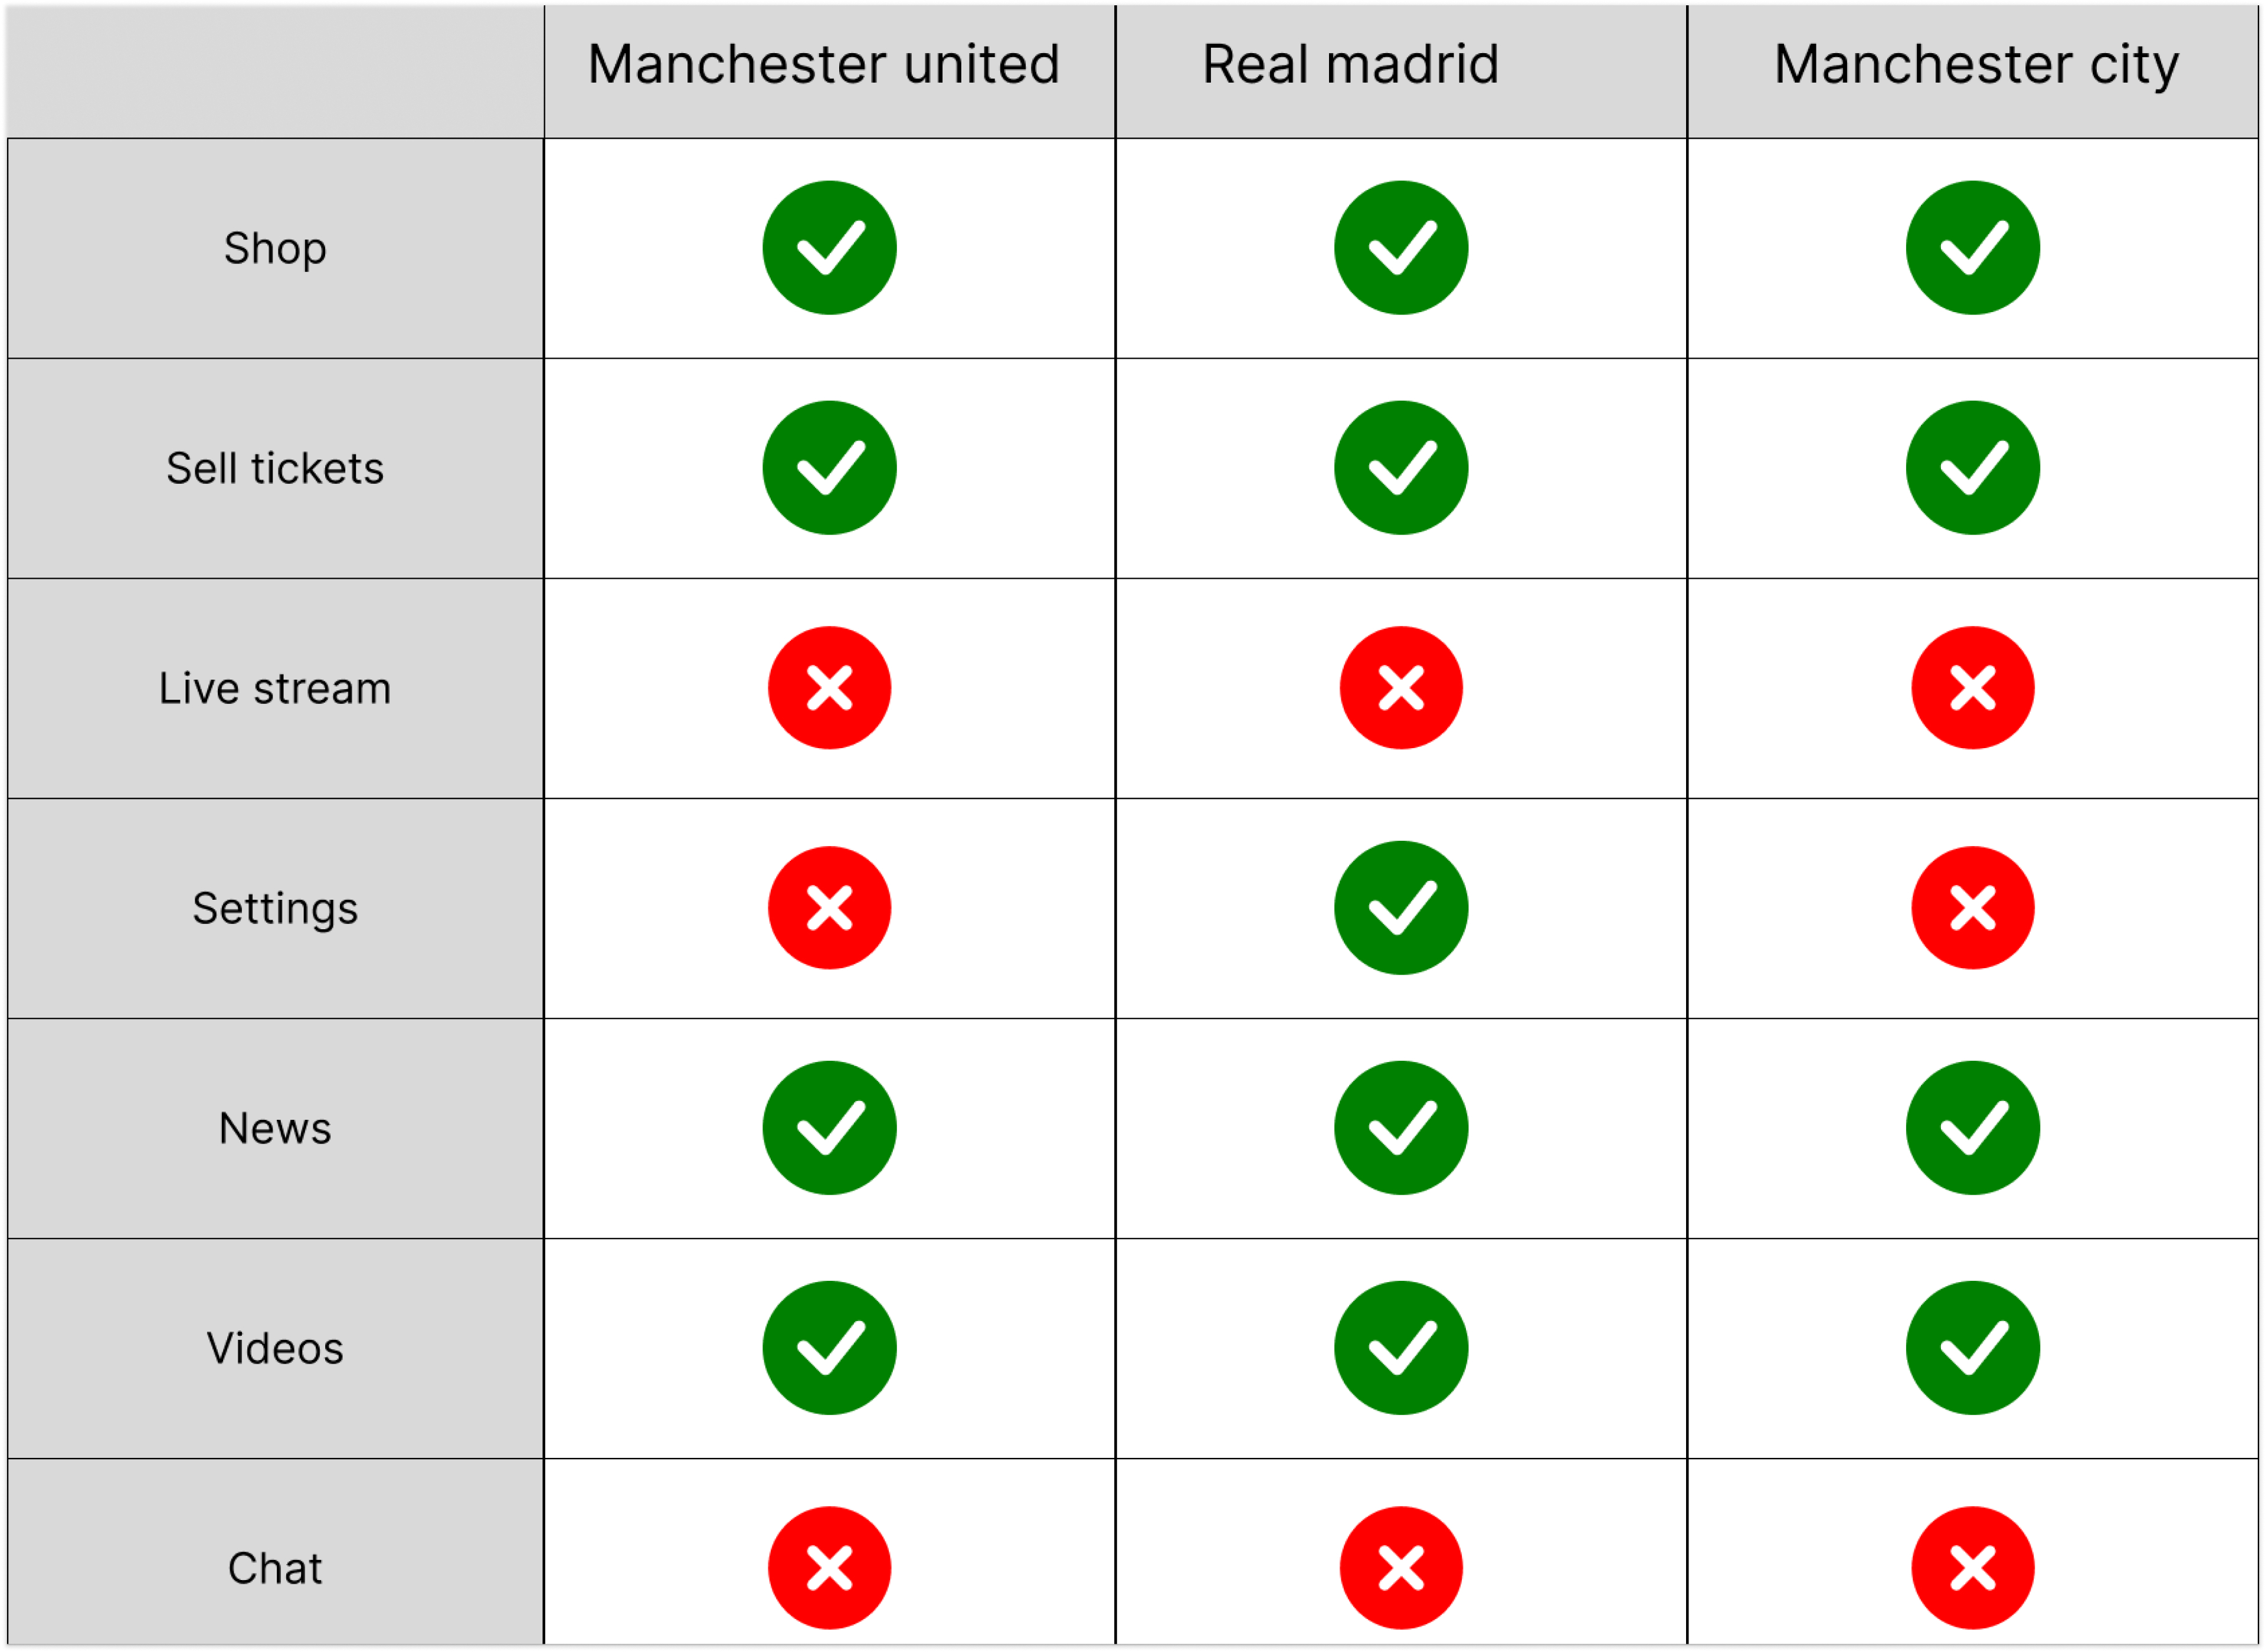 Manchester united
Real madrid
Manchester city
Shop
Sell tickets
Live stream
Settings
News
Videos
Chat